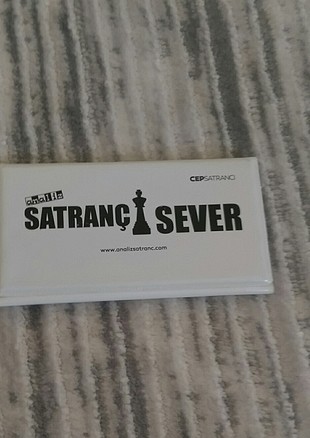 analiz
CEPSATRANÇ
SATRANÇ SEVER
www.analizsatranc.com